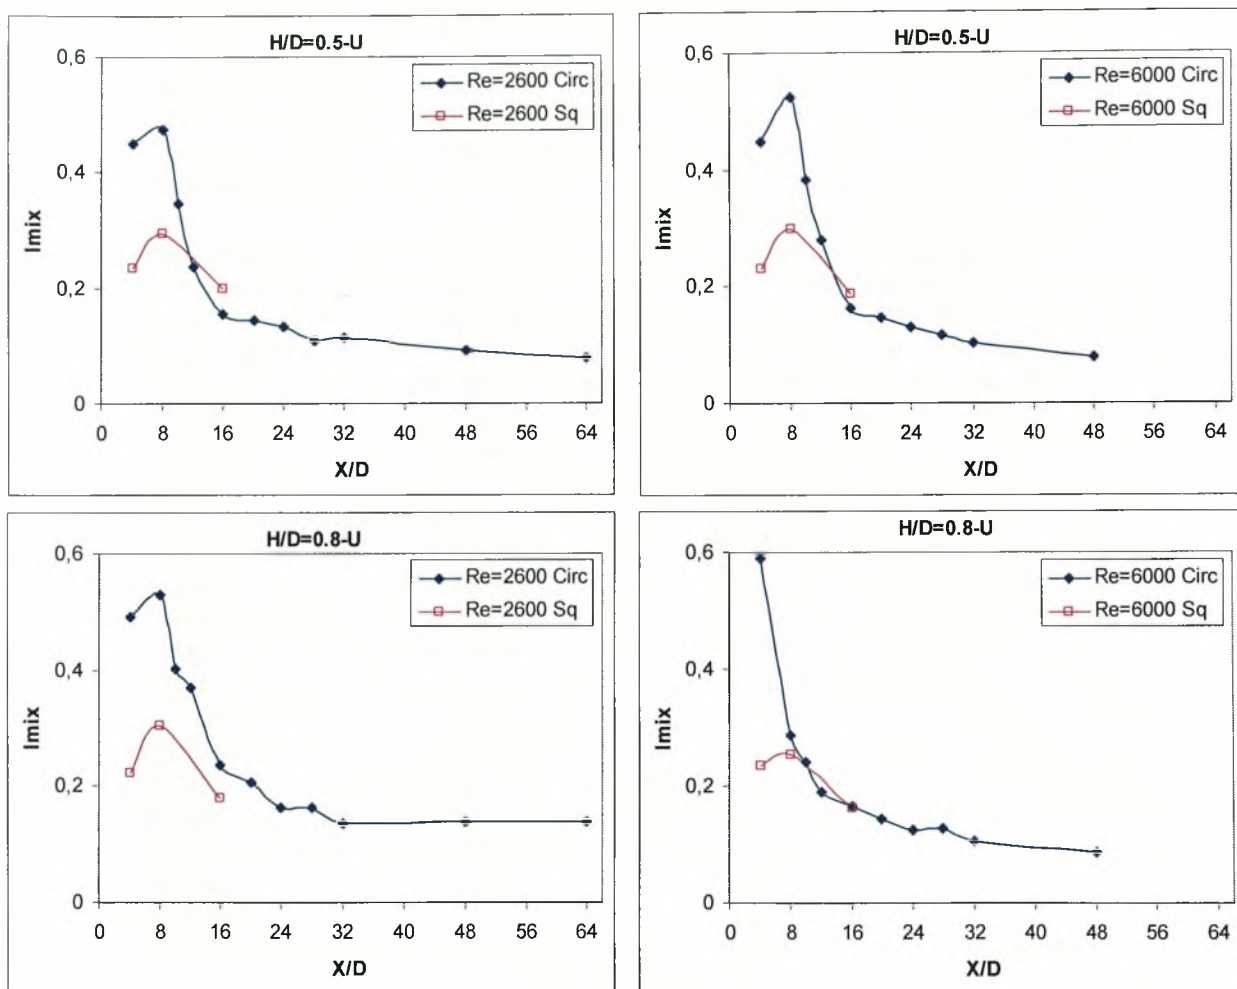 H/D=0.5-U
0,6
0,4
0,2
0
Imix
Re=2600 Circ
Re=2600 Sq
0 8 16 24 32 40 48 56 64
X/D
H/D=0.5-U
0,6
0,4
0,2
0
Imix
Re=6000 Circ
Re=6000 Sq
0 8 16 24 32 40 48 56 64
X/D
H/D=0.8-U
0,6
0,4
0,2
0
Imix
Re=2600 Circ
Re=2600 Sq
0 8 16 24 32 40 48 56 64
X/D
H/D=0.8-U
0,6
0,4
0,2
0
Imix
Re=6000 Circ
Re=6000 Sq
0 8 16 24 32 40 48 56 64
X/D